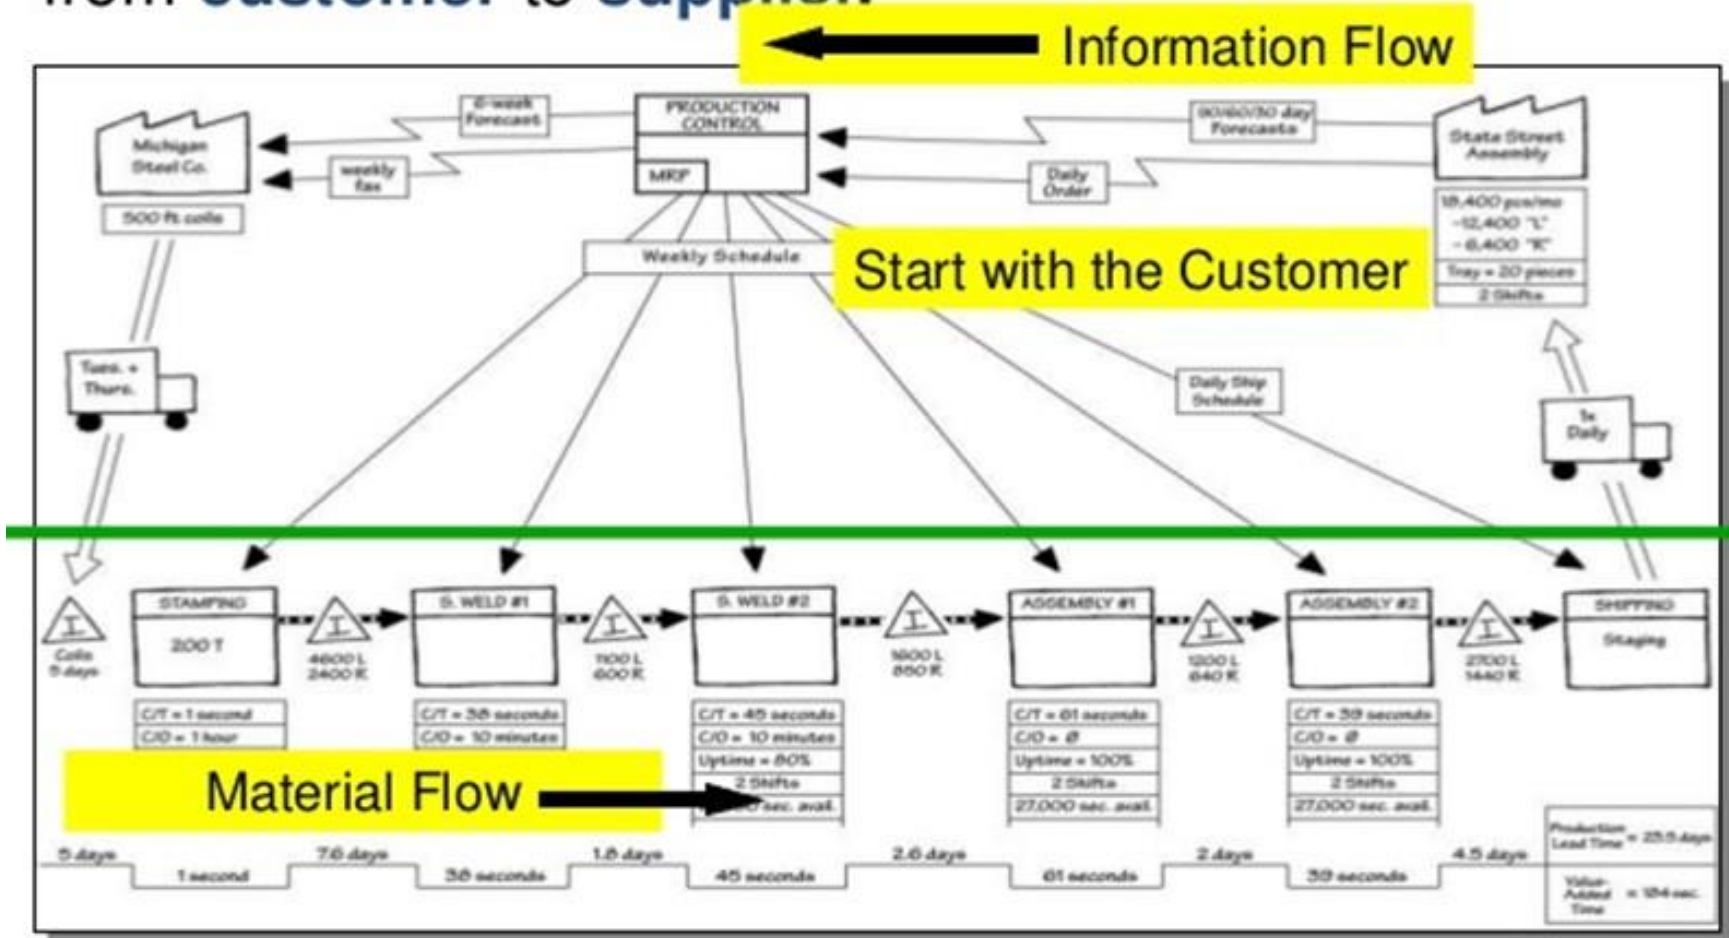 from customer to supplier.
Information Flow
6-week
Forecast
PRODUCTION
CONTROL
90/60/30 day
Forecasts
Michigan
Steel Co.
State Street
Assembly
weekly
fax
MRP
Daily
Order
500 ft coils
18,400 pcs/mo
-12,400 "L"
- 6,400 "R"
Tray = 20 pieces
2 Shifts
Weekly Schedule
Start with the Customer
Tues. +
Thurs.
Daily Ship
Schedule
1x
Daily
I
Coils
5 days
STAMPING
200 T
I
4600 L
2400 R
S. WELD #1
I
1100 L
600 R
S. WELD #2
I
1600 L
850 R
ASSEMBLY #1
I
1200 L
640 R
ASSEMBLY #2
I
2700 L
1440 R
SHIPPING
Staging
C/T = 1 second
C/O = 1 hour
C/T = 38 seconds
C/O = 10 minutes
C/T = 45 seconds
C/O = 10 minutes
Uptime = 80%
2 Shifts
sec. avail.
C/T = 61 seconds
C/O = Ø
Uptime = 100%
2 Shifts
27,000 sec. avail.
C/T = 39 seconds
C/O = Ø
Uptime = 100%
2 Shifts
27,000 sec. avail.
Material Flow
5 days
1 second
7.6 days
38 seconds
1.8 days
45 seconds
2.6 days
61 seconds
2 days
39 seconds
4.5 days
Production
Lead Time = 23.5 days
Value-
Added = 184 sec.
Time